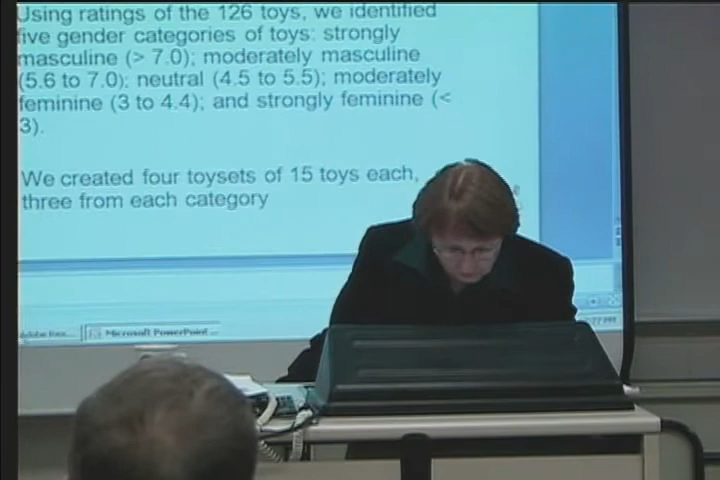 Using ratings of the 126 toys, we identified
five gender categories of toys: strongly
masculine (> 7.0); moderately masculine
(5.6 to 7.0); neutral (4.5 to 5.5); moderately
feminine (3 to 4.4); and strongly feminine (<
3).
We created four toysets of 15 toys each,
three from each category
Microsoft PowerPoint ...